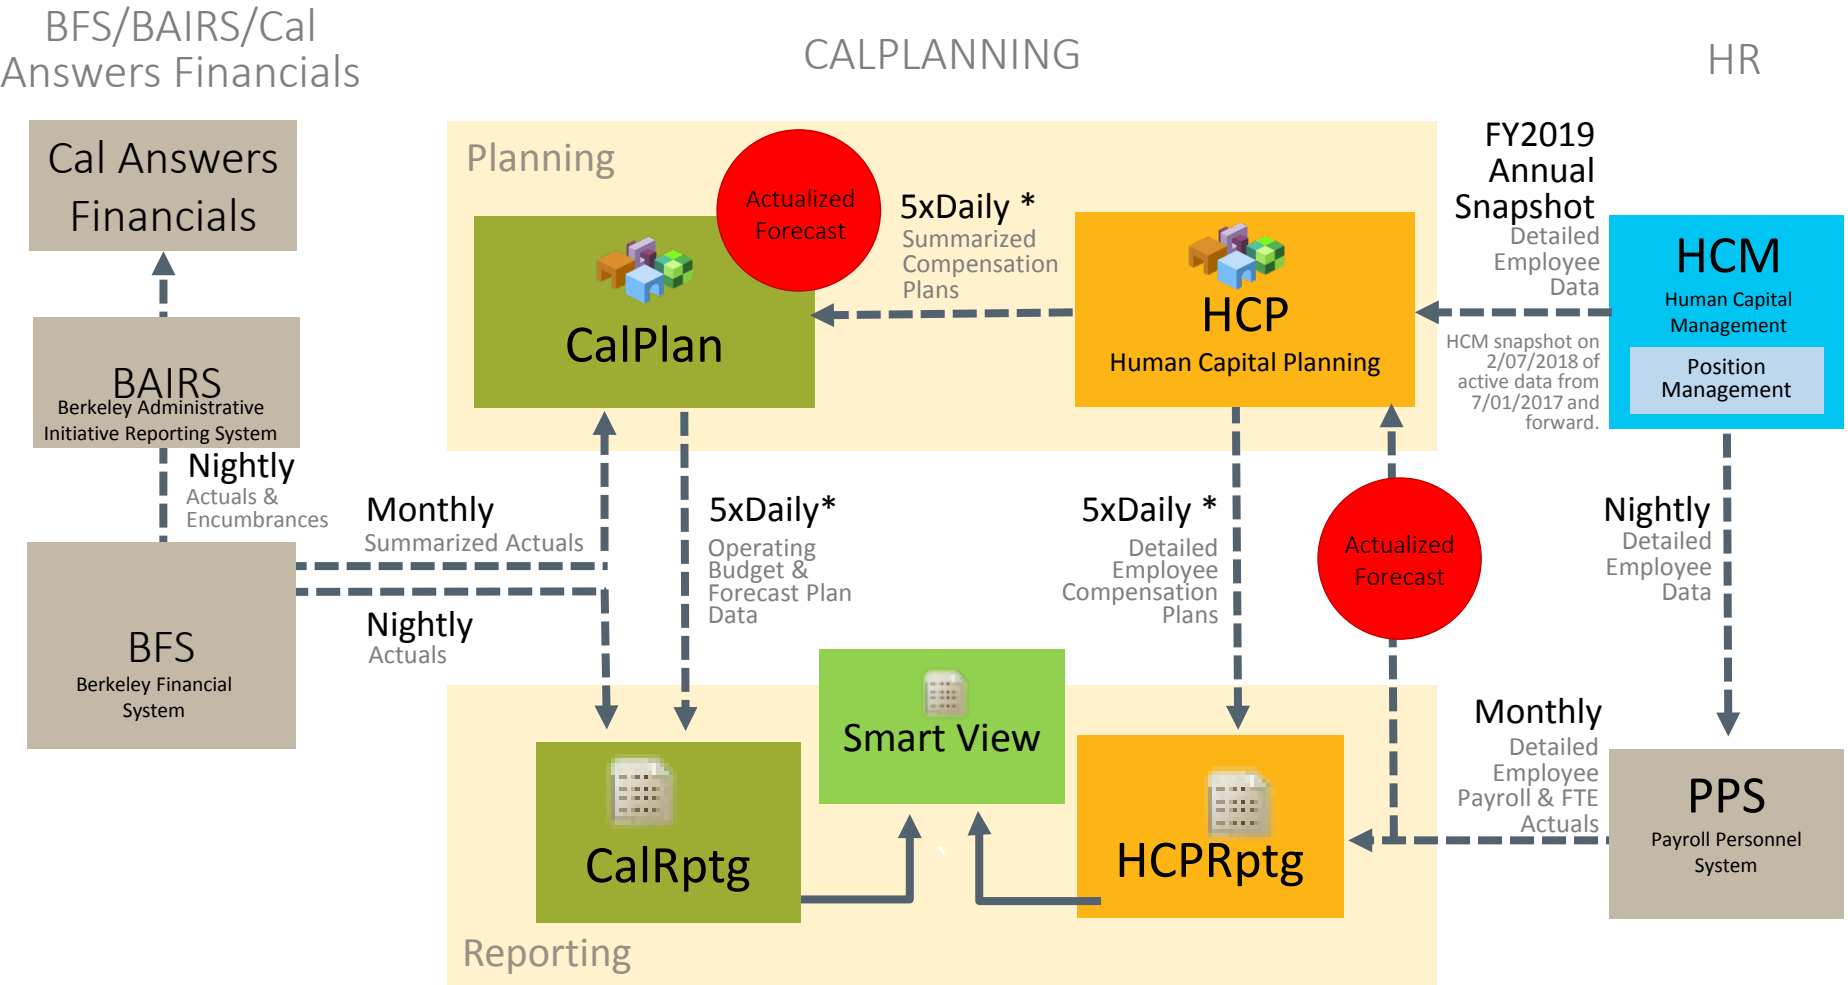 BFS/BAIRS/Cal
Answers Financials
CALPLANNING
HR
Cal Answers
Financials
BAIRS
Berkeley Administrative
Initiative Reporting System
Nightly
Actuals &
Encumbrances
BFS
Berkeley Financial
System
Monthly
Summarized Actuals
Nightly
Actuals
Planning
Actualized
Forecast
CalPlan
5xDaily *
Summarized
Compensation
Plans
HCP
Human Capital Planning
FY2019
Annual
Snapshot
Detailed
Employee
Data
HCM snapshot on
2/07/2018 of
active data from
7/01/2017 and
forward.
HCM
Human Capital
Management
Position
Management
5xDaily*
Operating
Budget &
Forecast Plan
Data
5xDaily *
Detailed
Employee
Compensation
Plans
Actualized
Forecast
Nightly
Detailed
Employee
Data
Smart View
CalRptg
HCPRptg
Monthly
Detailed
Employee
Payroll & FTE
Actuals
PPS
Payroll Personnel
System
Reporting